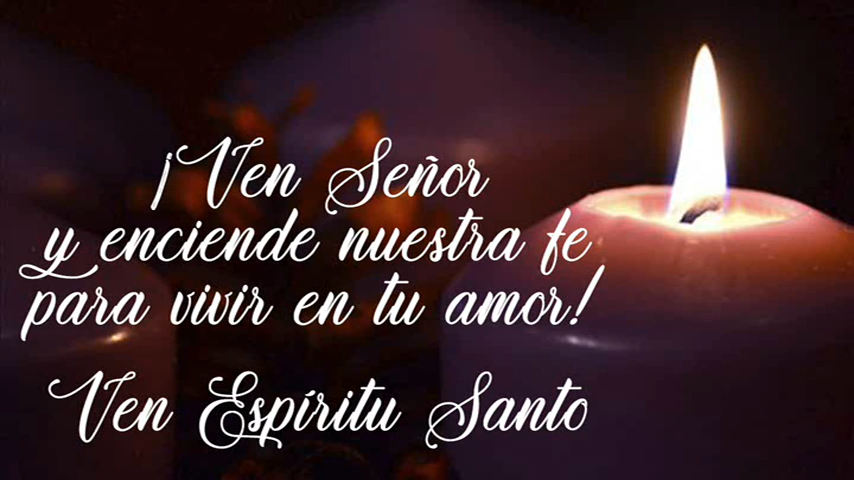 ¡Ven Señor
y enciende nuestra fe
para vivir en tu amor!
Ven Espíritu Santo